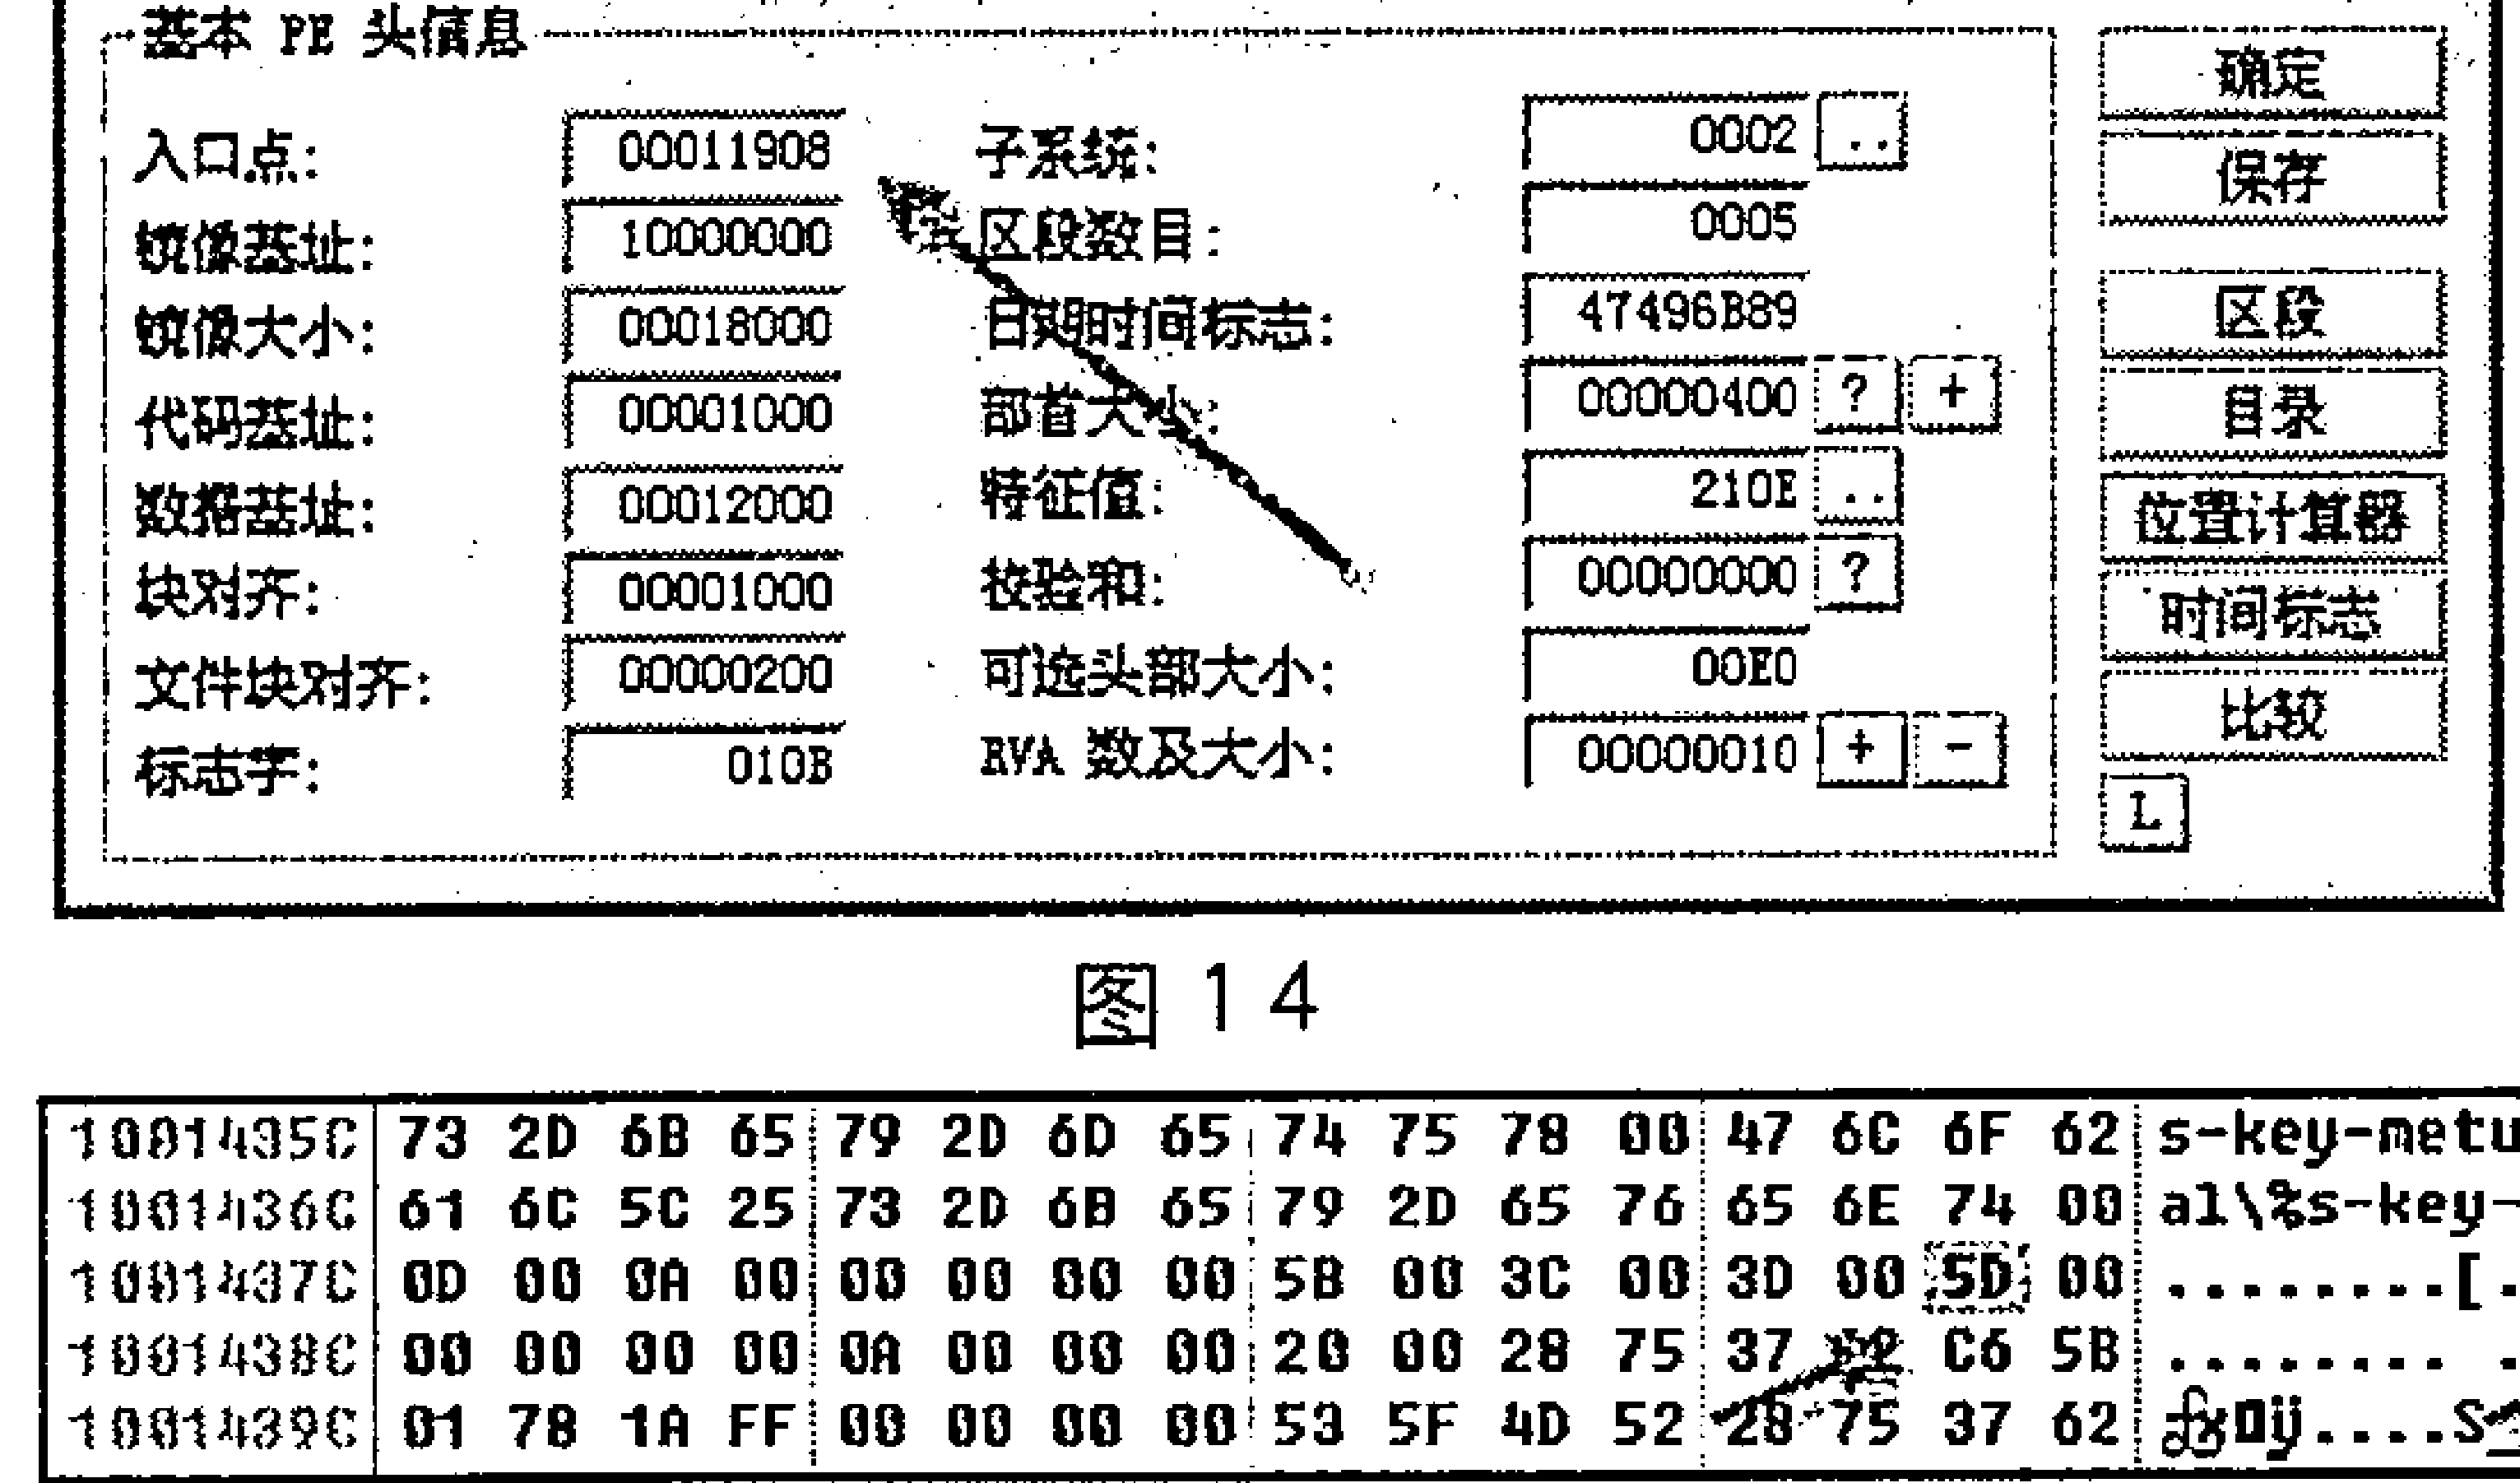 基本 PE 头信息
入口点: 00011908 子系统: 0002 .. 确定
镜像基址: 10000000 区段数目: 0005 保存
镜像大小: 00018000 日期时间标志: 47496B89 区段
代码基址: 00001000 部首大小: 00000400 ? + 目录
数据基址: 00012000 特征值: 210E .. 位置计算器
块对齐: 00001000 校验和: 00000000 ? 时间标志
文件块对齐: 00000200 可选头部大小: 00E0 比较
标志字: 010B RVA 数及大小: 00000010 + - L
图 14
1001435C 73 2D 6B 65 79 2D 6D 65 74 75 78 00 47 6C 6F 62 s-key-metu
1001436C 61 6C 5C 25 73 2D 6B 65 79 2D 65 76 65 6E 74 00 al\%s-key-
1001437C 0D 00 0A 00 00 00 00 00 5B 00 3C 00 3D 00 5D 00 ........[.
1001438C 00 00 00 00 0A 00 00 00 20 00 28 75 37 62 C6 5B ........ .
1001439C 01 78 1A FF 00 00 00 00 53 5F 4D 52 28 75 37 62 ÿ....S_